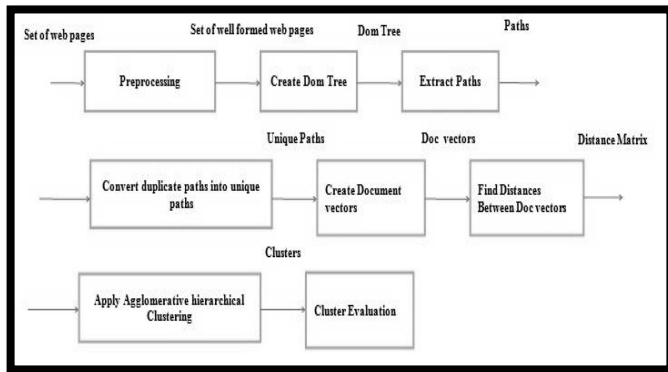 Set of web pages
Set of well formed web pages
Dom Tree
Paths
Preprocessing
Create Dom Tree
Extract Paths
Unique Paths
Doc vectors
Distance Matrix
Convert duplicate paths into unique
paths
Create Document
vectors
Find Distances
Between Doc vectors
Clusters
Apply Agglomerative hierarchical
Clustering
Cluster Evaluation